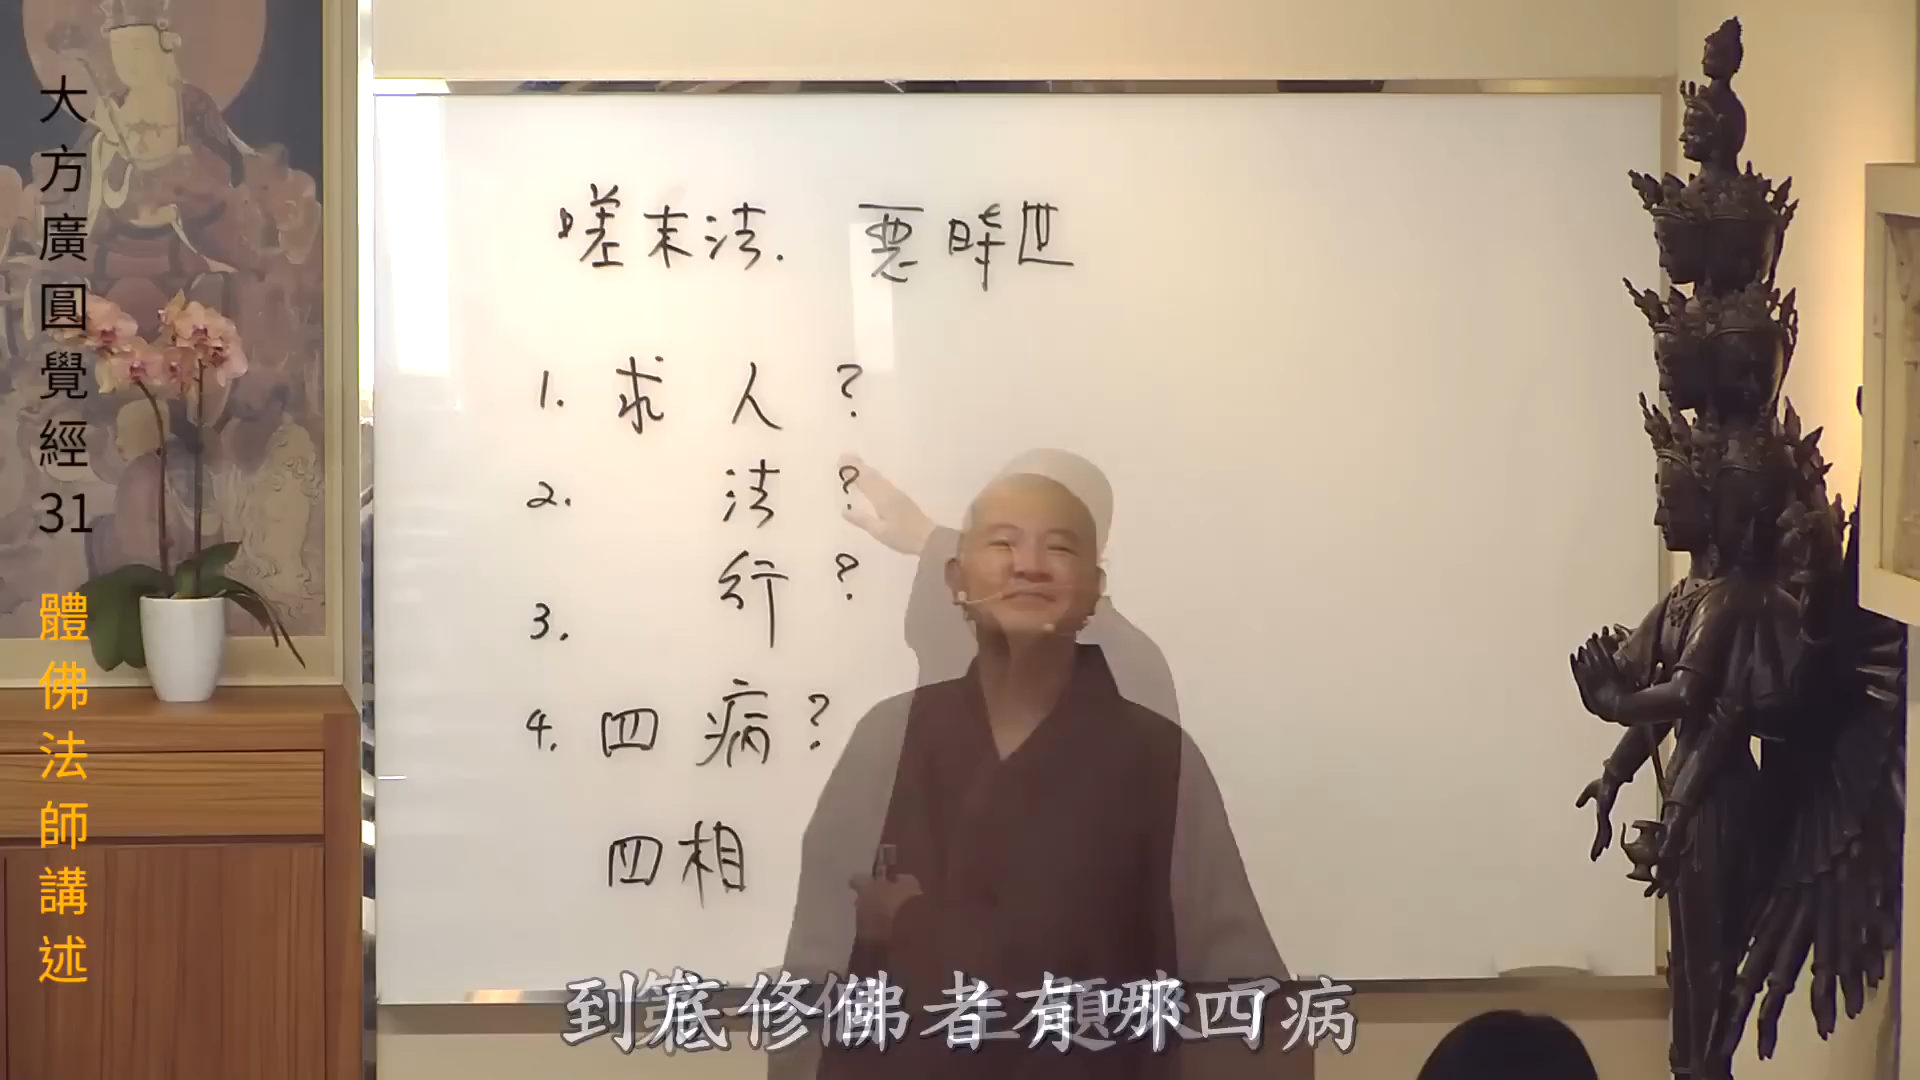 大方廣圓覺經31 體佛法師講述
嗟末法. 惡時世
1. 求 人 ?
2. 法 ?
3. 行 ?
4. 四 病 ?
四相
到底修佛者有哪四病